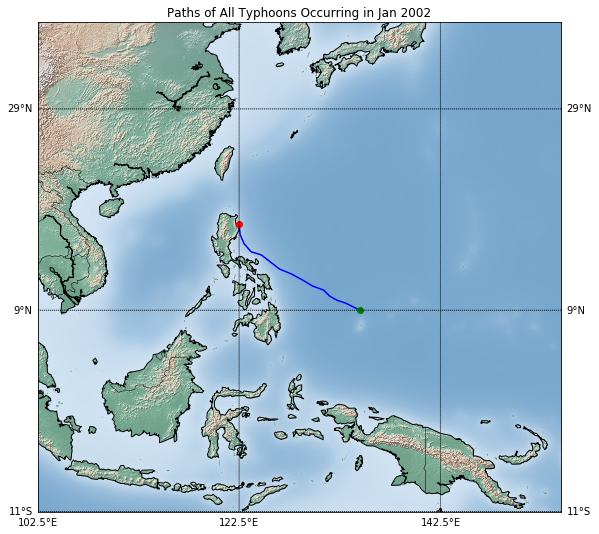 Paths of All Typhoons Occurring in Jan 2002
29°N 29°N
9°N 9°N
11°S 11°S
102.5°E 122.5°E 142.5°E